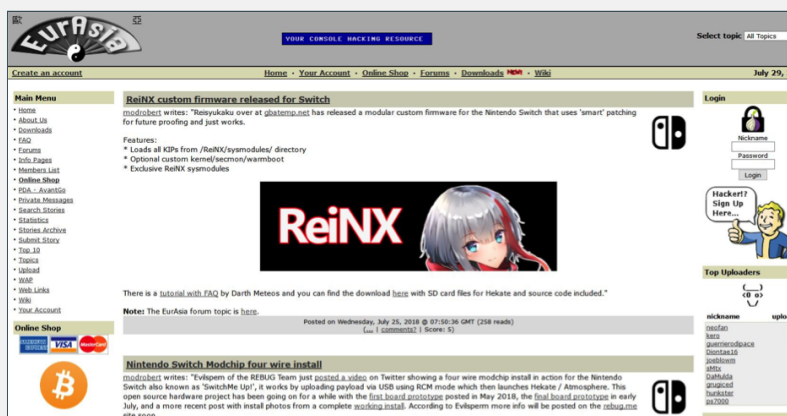 EurAsia
YOUR CONSOLE HACKING RESOURCE
Select topic All Topics
Create an account
Home · Your Account · Online Shop · Forums · Downloads New · Wiki
July 29,
Main Menu
· Home
· About Us
· Downloads
· FAQ
· Forums
· Info Pages
· Members List
· Online Shop
· PDA - AvantGo
· Private Messages
· Search Stories
· Statistics
· Stories Archive
· Submit Story
· Top 10
· Topics
· Upload
· WAP
· Web Links
· Wiki
· Your Account
Online Shop
AMERICAN EXPRESS VISA MasterCard
ReiNX custom firmware released for Switch
modrobert writes: "Reisyukaku over at gbatemp.net has released a modular custom firmware for the Nintendo Switch that uses 'smart' patching
for future proofing and just works.
Features:
* Loads all KIPs from /ReiNX/sysmodules/ directory
* Optional custom kernel/secmon/warmboot
* Exclusive ReiNX sysmodules
ReiNX
There is a tutorial with FAQ by Darth Meteos and you can find the download here with SD card files for Hekate and source code included."
Note: The EurAsia forum topic is here.
Posted on Wednesday, July 25, 2018 @ 07:50:36 GMT (258 reads)
(... | comments? | Score: 5)
Nintendo Switch Modchip four wire install
modrobert writes: "Evilspern of the REBUG Team just posted a video on Twitter showing a four wire modchip install in action for the Nintendo
Switch also known as 'SwitchMe Up!', it works by uploading payload via USB using RCM mode which then launches Hekate / Atmosphere. This
open source hardware project has been going on for a while with the first board prototype posted in May 2018, the final board prototype in early
July, and a more recent post with install photos from a complete working install. According to Evilsperm more info will be posted on the rebug.me
site soon.
Login
Nickname
Password
Login
Hacker!?
Sign Up
Here...
Top Uploaders
nickname uplo
neofan
kero
guerrierodipace
Diontae16
joeblowm
sMtx
DaMulda
grugiced
hunkster
ps7000